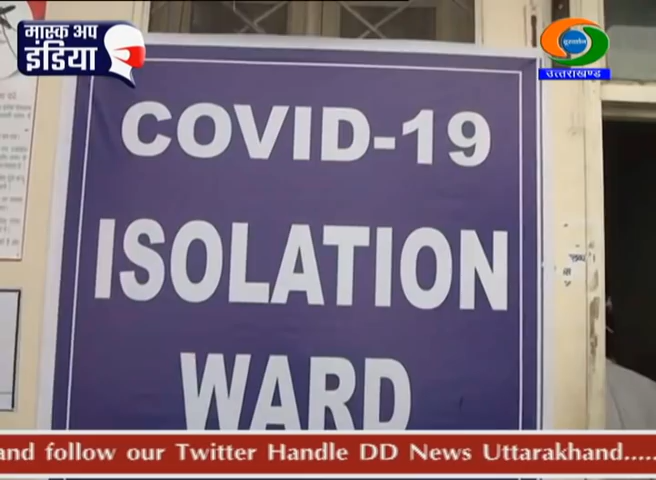 मास्क अप
इंडिया
उत्तराखण्ड
COVID-19
ISOLATION
WARD
and follow our Twitter Handle DD News Uttarakhand.....